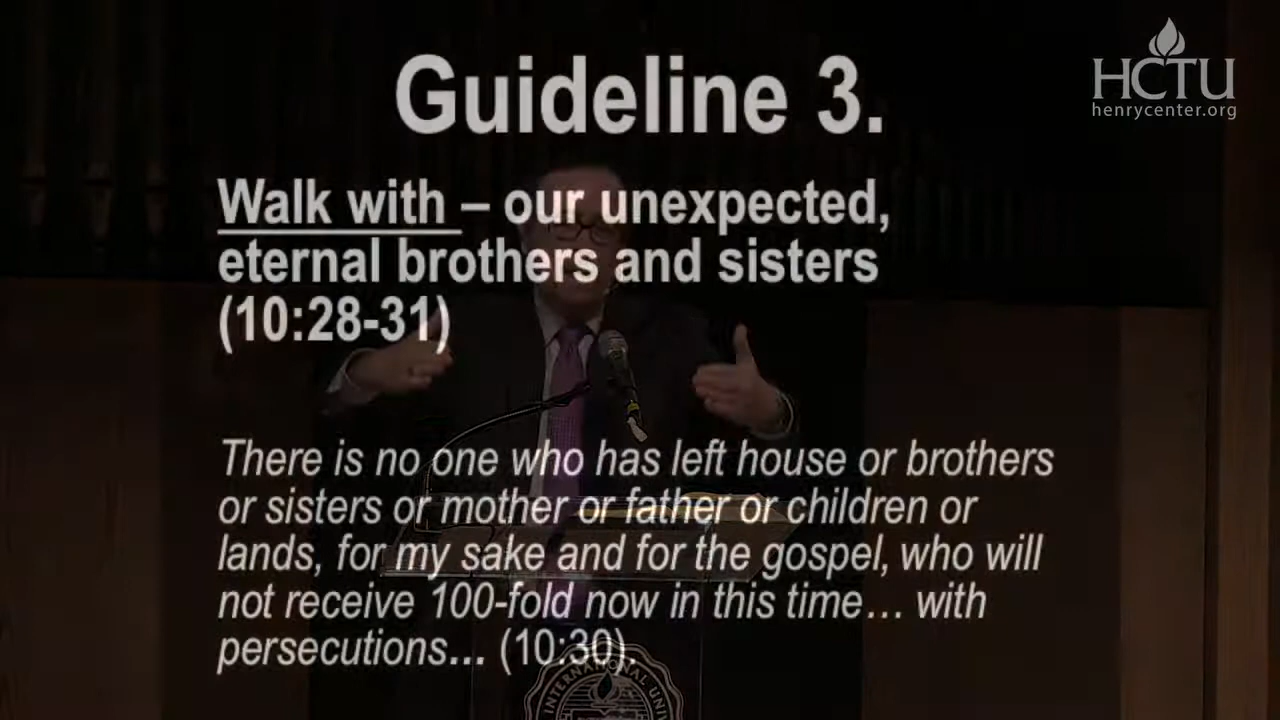 HCTU
henrycenter.org
Guideline 3.
Walk with – our unexpected,
eternal brothers and sisters
(10:28-31)
There is no one who has left house or brothers
or sisters or mother or father or children or
lands, for my sake and for the gospel, who will
not receive 100-fold now in this time… with
persecutions... (10:30).
INTERNATIONAL